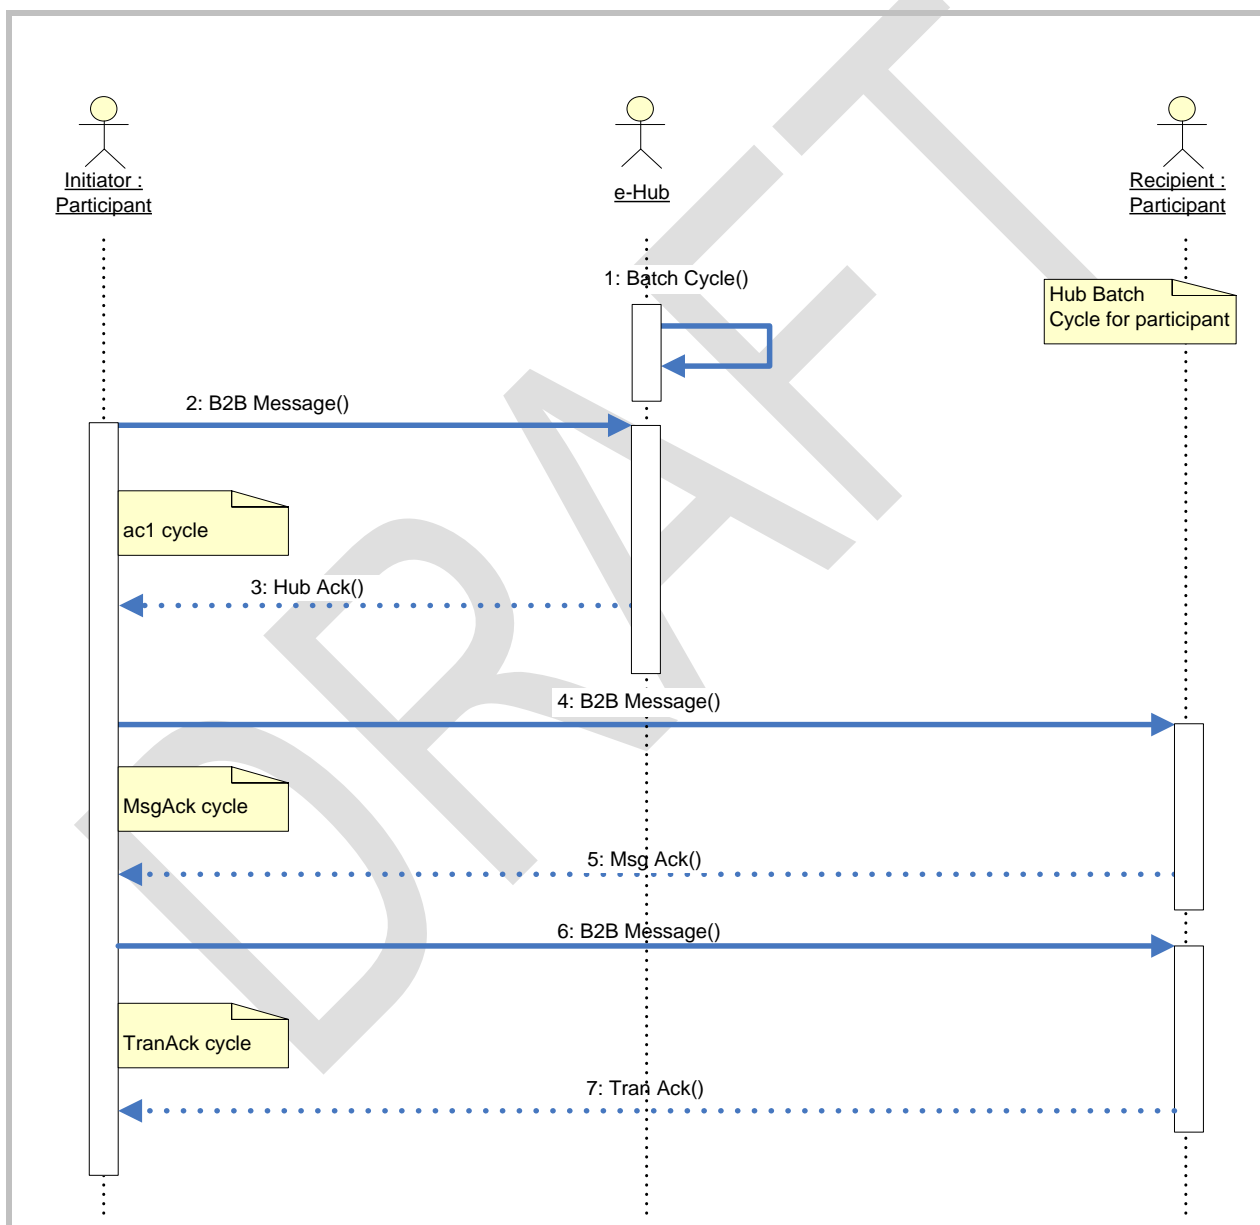 Initiator :
Participant
e-Hub
Recipient :
Participant
1: Batch Cycle()
Hub Batch
Cycle for participant
2: B2B Message()
ac1 cycle
3: Hub Ack()
4: B2B Message()
MsgAck cycle
5: Msg Ack()
6: B2B Message()
TranAck cycle
7: Tran Ack()
DRAFT